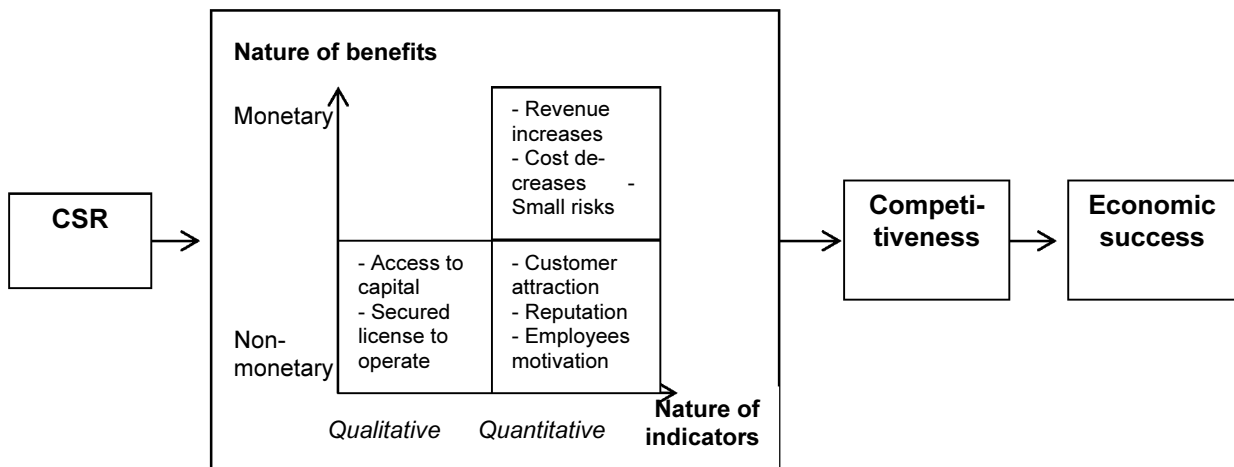 CSR
Nature of benefits
Monetary
- Revenue
increases
- Cost de-
creases -
Small risks
Non-
monetary
- Access to
capital
- Secured
license to
operate
- Customer
attraction
- Reputation
- Employees
motivation
Qualitative
Quantitative
Nature of
indicators
Competi-
tiveness
Economic
success